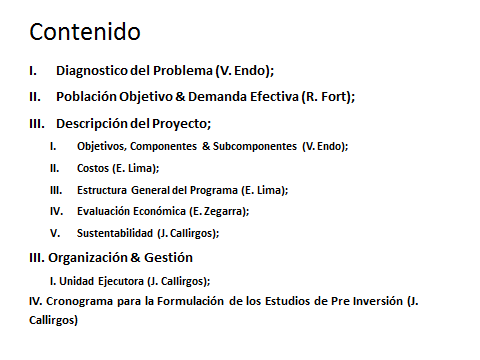 Contenido
I. Diagnostico del Problema (V. Endo);
II. Población Objetivo & Demanda Efectiva (R. Fort);
III. Descripción del Proyecto;
I. Objetivos, Componentes & Subcomponentes (V. Endo);
II. Costos (E. Lima);
III. Estructura General del Programa (E. Lima);
IV. Evaluación Económica (E. Zegarra);
V. Sustentabilidad (J. Callirgos);
III. Organización & Gestión
I. Unidad Ejecutora (J. Callirgos);
IV. Cronograma para la Formulación de los Estudios de Pre Inversión (J.
Callirgos)